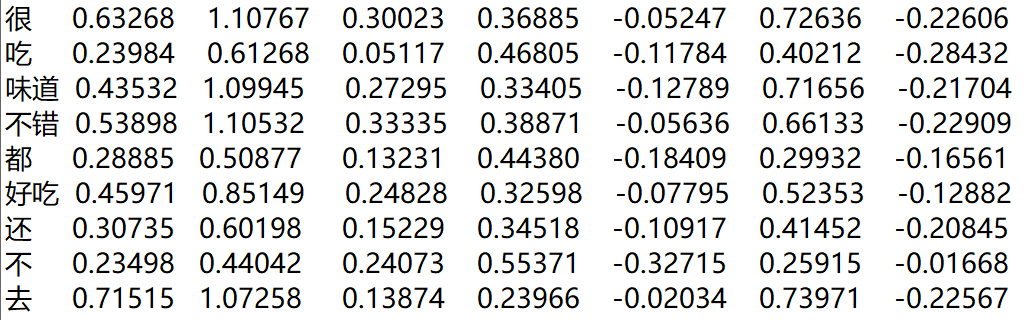 很 0.63268 1.10767 0.30023 0.36885 -0.05247 0.72636 -0.22606
吃 0.23984 0.61268 0.05117 0.46805 -0.11784 0.40212 -0.28432
味道 0.43532 1.09945 0.27295 0.33405 -0.12789 0.71656 -0.21704
不错 0.53898 1.10532 0.33335 0.38871 -0.05636 0.66133 -0.22909
都 0.28885 0.50877 0.13231 0.44380 -0.18409 0.29932 -0.16561
好吃 0.45971 0.85149 0.24828 0.32598 -0.07795 0.52353 -0.12882
还 0.30735 0.60198 0.15229 0.34518 -0.10917 0.41452 -0.20845
不 0.23498 0.44042 0.24073 0.55371 -0.32715 0.25915 -0.01668
去 0.71515 1.07258 0.13874 0.23966 -0.02034 0.73971 -0.22567